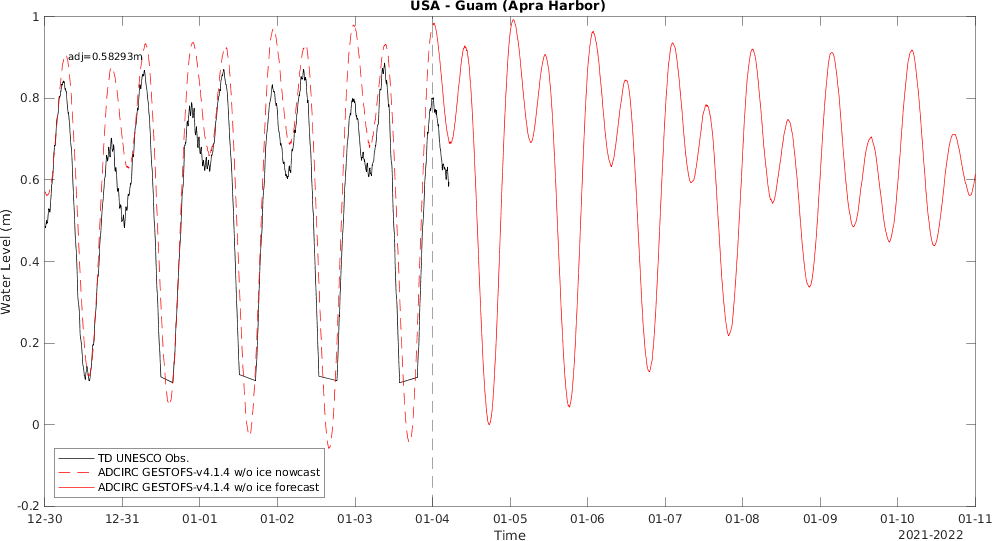 USA - Guam (Apra Harbor)
1
0.8
0.6
0.4
0.2
0
-0.2
Water Level (m)
adj=0.58293m
TD UNESCO Obs.
ADCIRC GESTOFS-v4.1.4 w/o ice nowcast
ADCIRC GESTOFS-v4.1.4 w/o ice forecast
12-30 12-31 01-01 01-02 01-03 01-04 01-05 01-06 01-07 01-08 01-09 01-10 01-11
Time
2021-2022